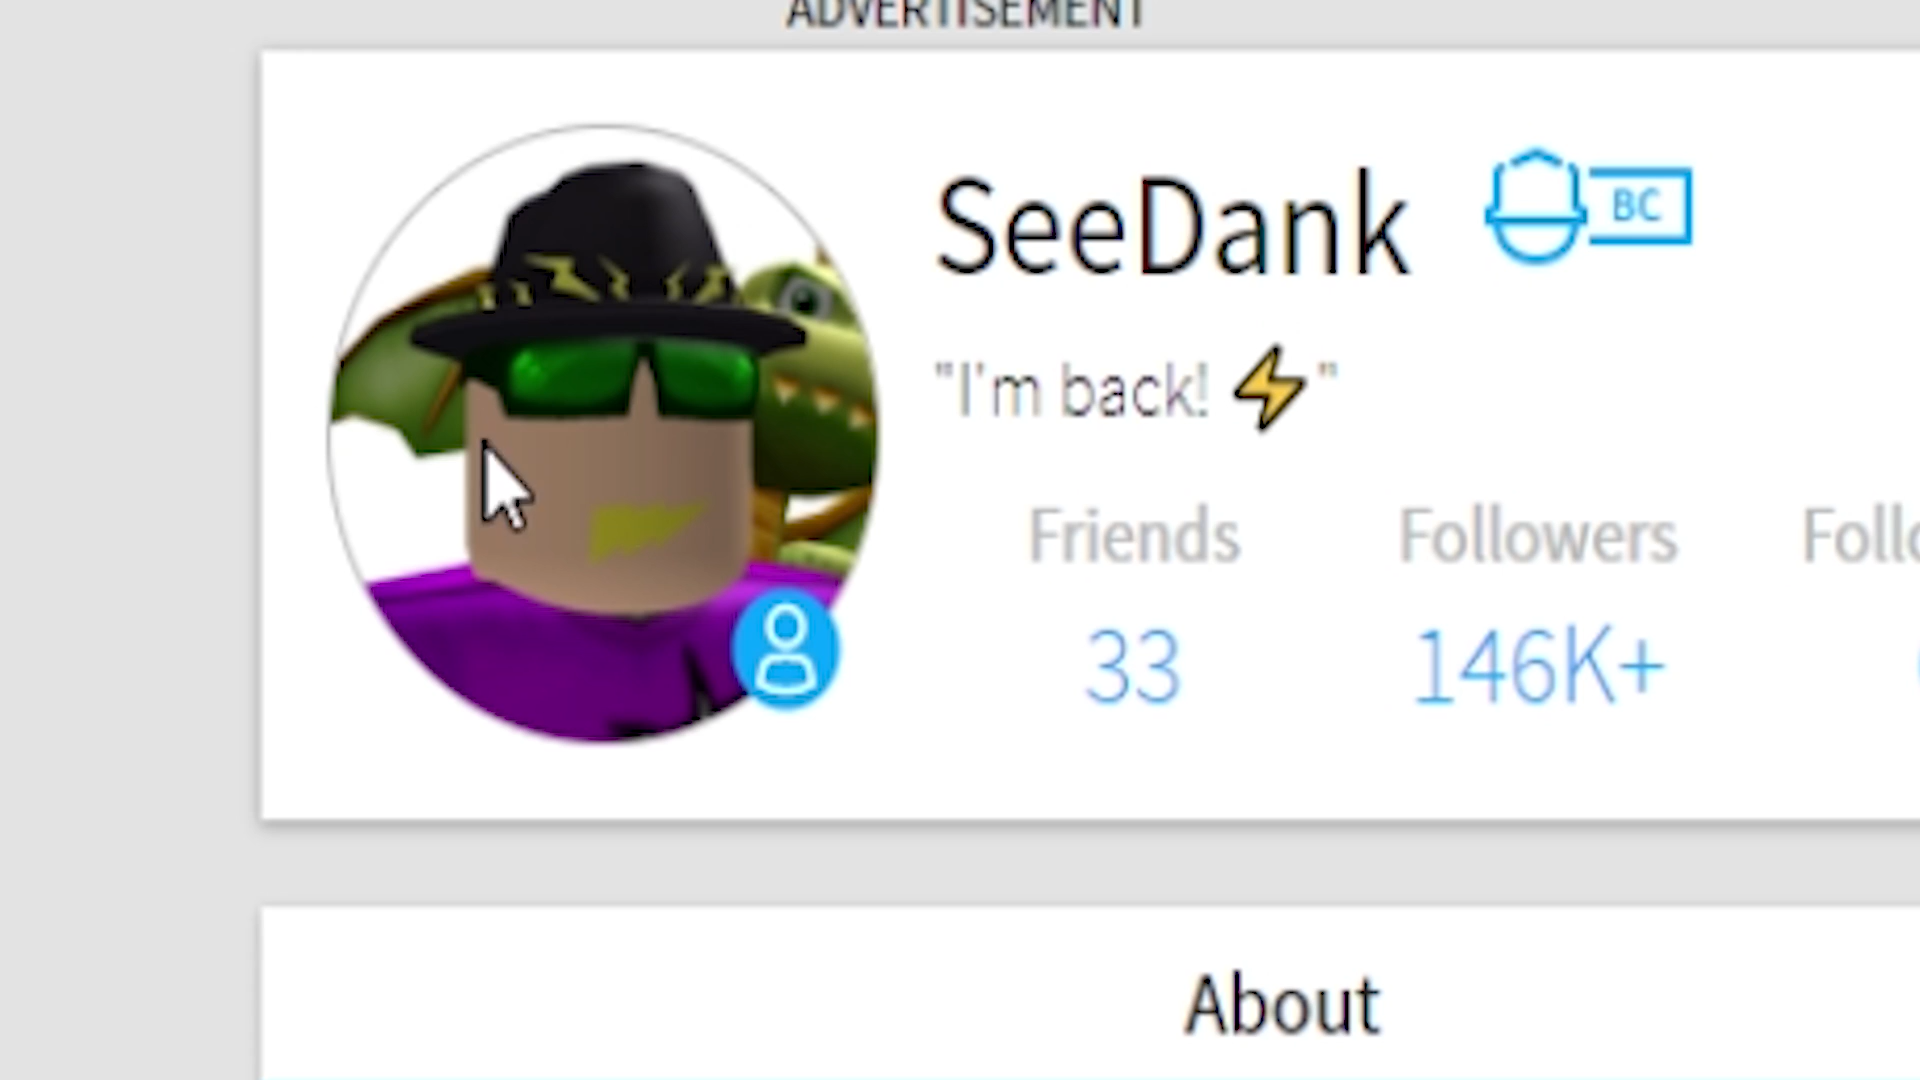 ADVERTISEMENT
SeeDank BC
"I'm back! ⚡"
Friends Followers
33 146K+
About